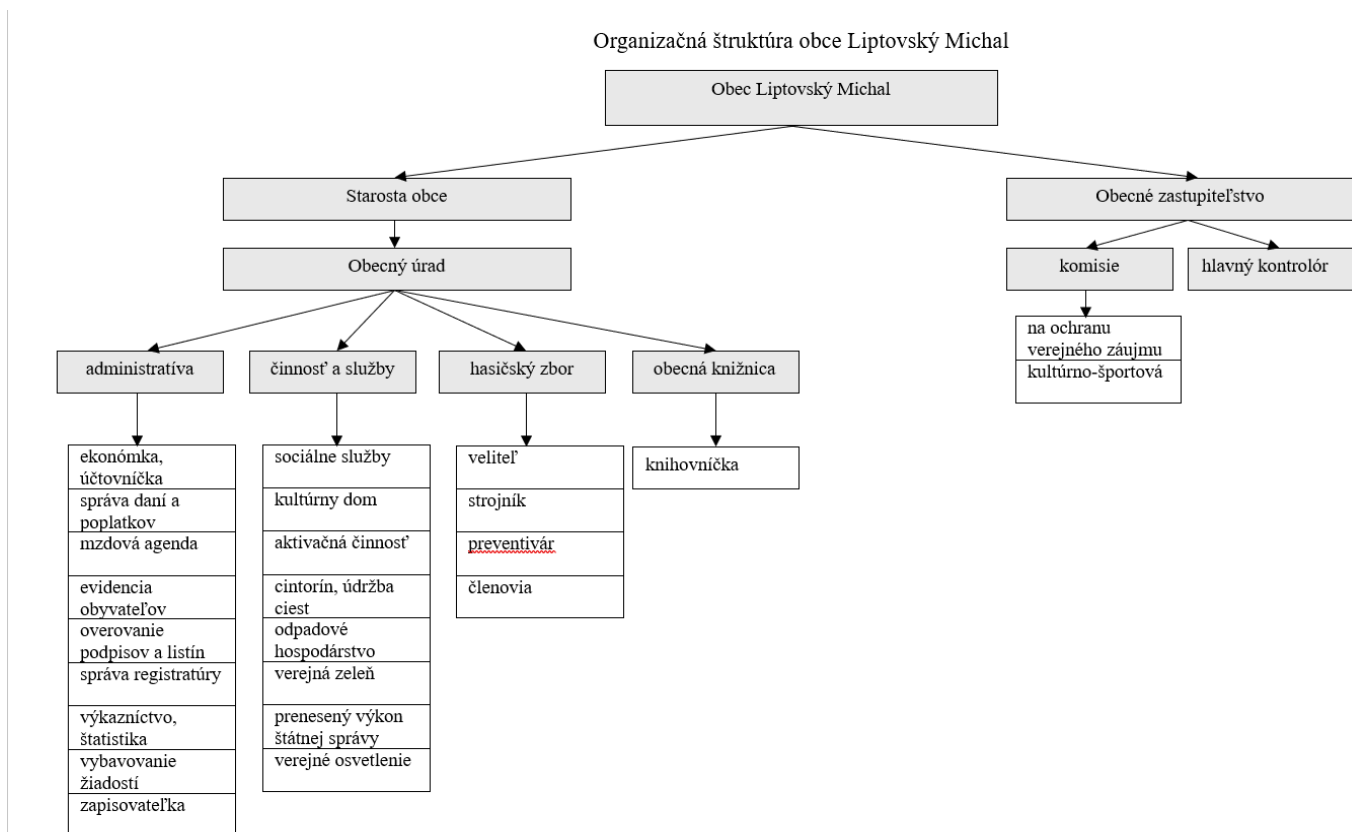 Organizačná štruktúra obce Liptovský Michal
Obec Liptovský Michal
Starosta obce
Obecné zastupiteľstvo
Obecný úrad
komisie
hlavný kontrolór
na ochranu
verejného záujmu
kultúrno-športová
administratíva
činnosť a služby
hasičský zbor
obecná knižnica
ekonómka,
účtovníčka
správa daní a
poplatkov
mzdová agenda
evidencia
obyvateľov
overovanie
podpisov a listín
správa registratúry
výkazníctvo,
štatistika
vybavovanie
žiadostí
zapisovateľka
sociálne služby
kultúrny dom
aktivačná činnosť
cintorín, údržba
ciest
odpadové
hospodárstvo
verejná zeleň
prenesený výkon
štátnej správy
verejné osvetlenie
veliteľ
strojník
preventivár
členovia
knihovníčka